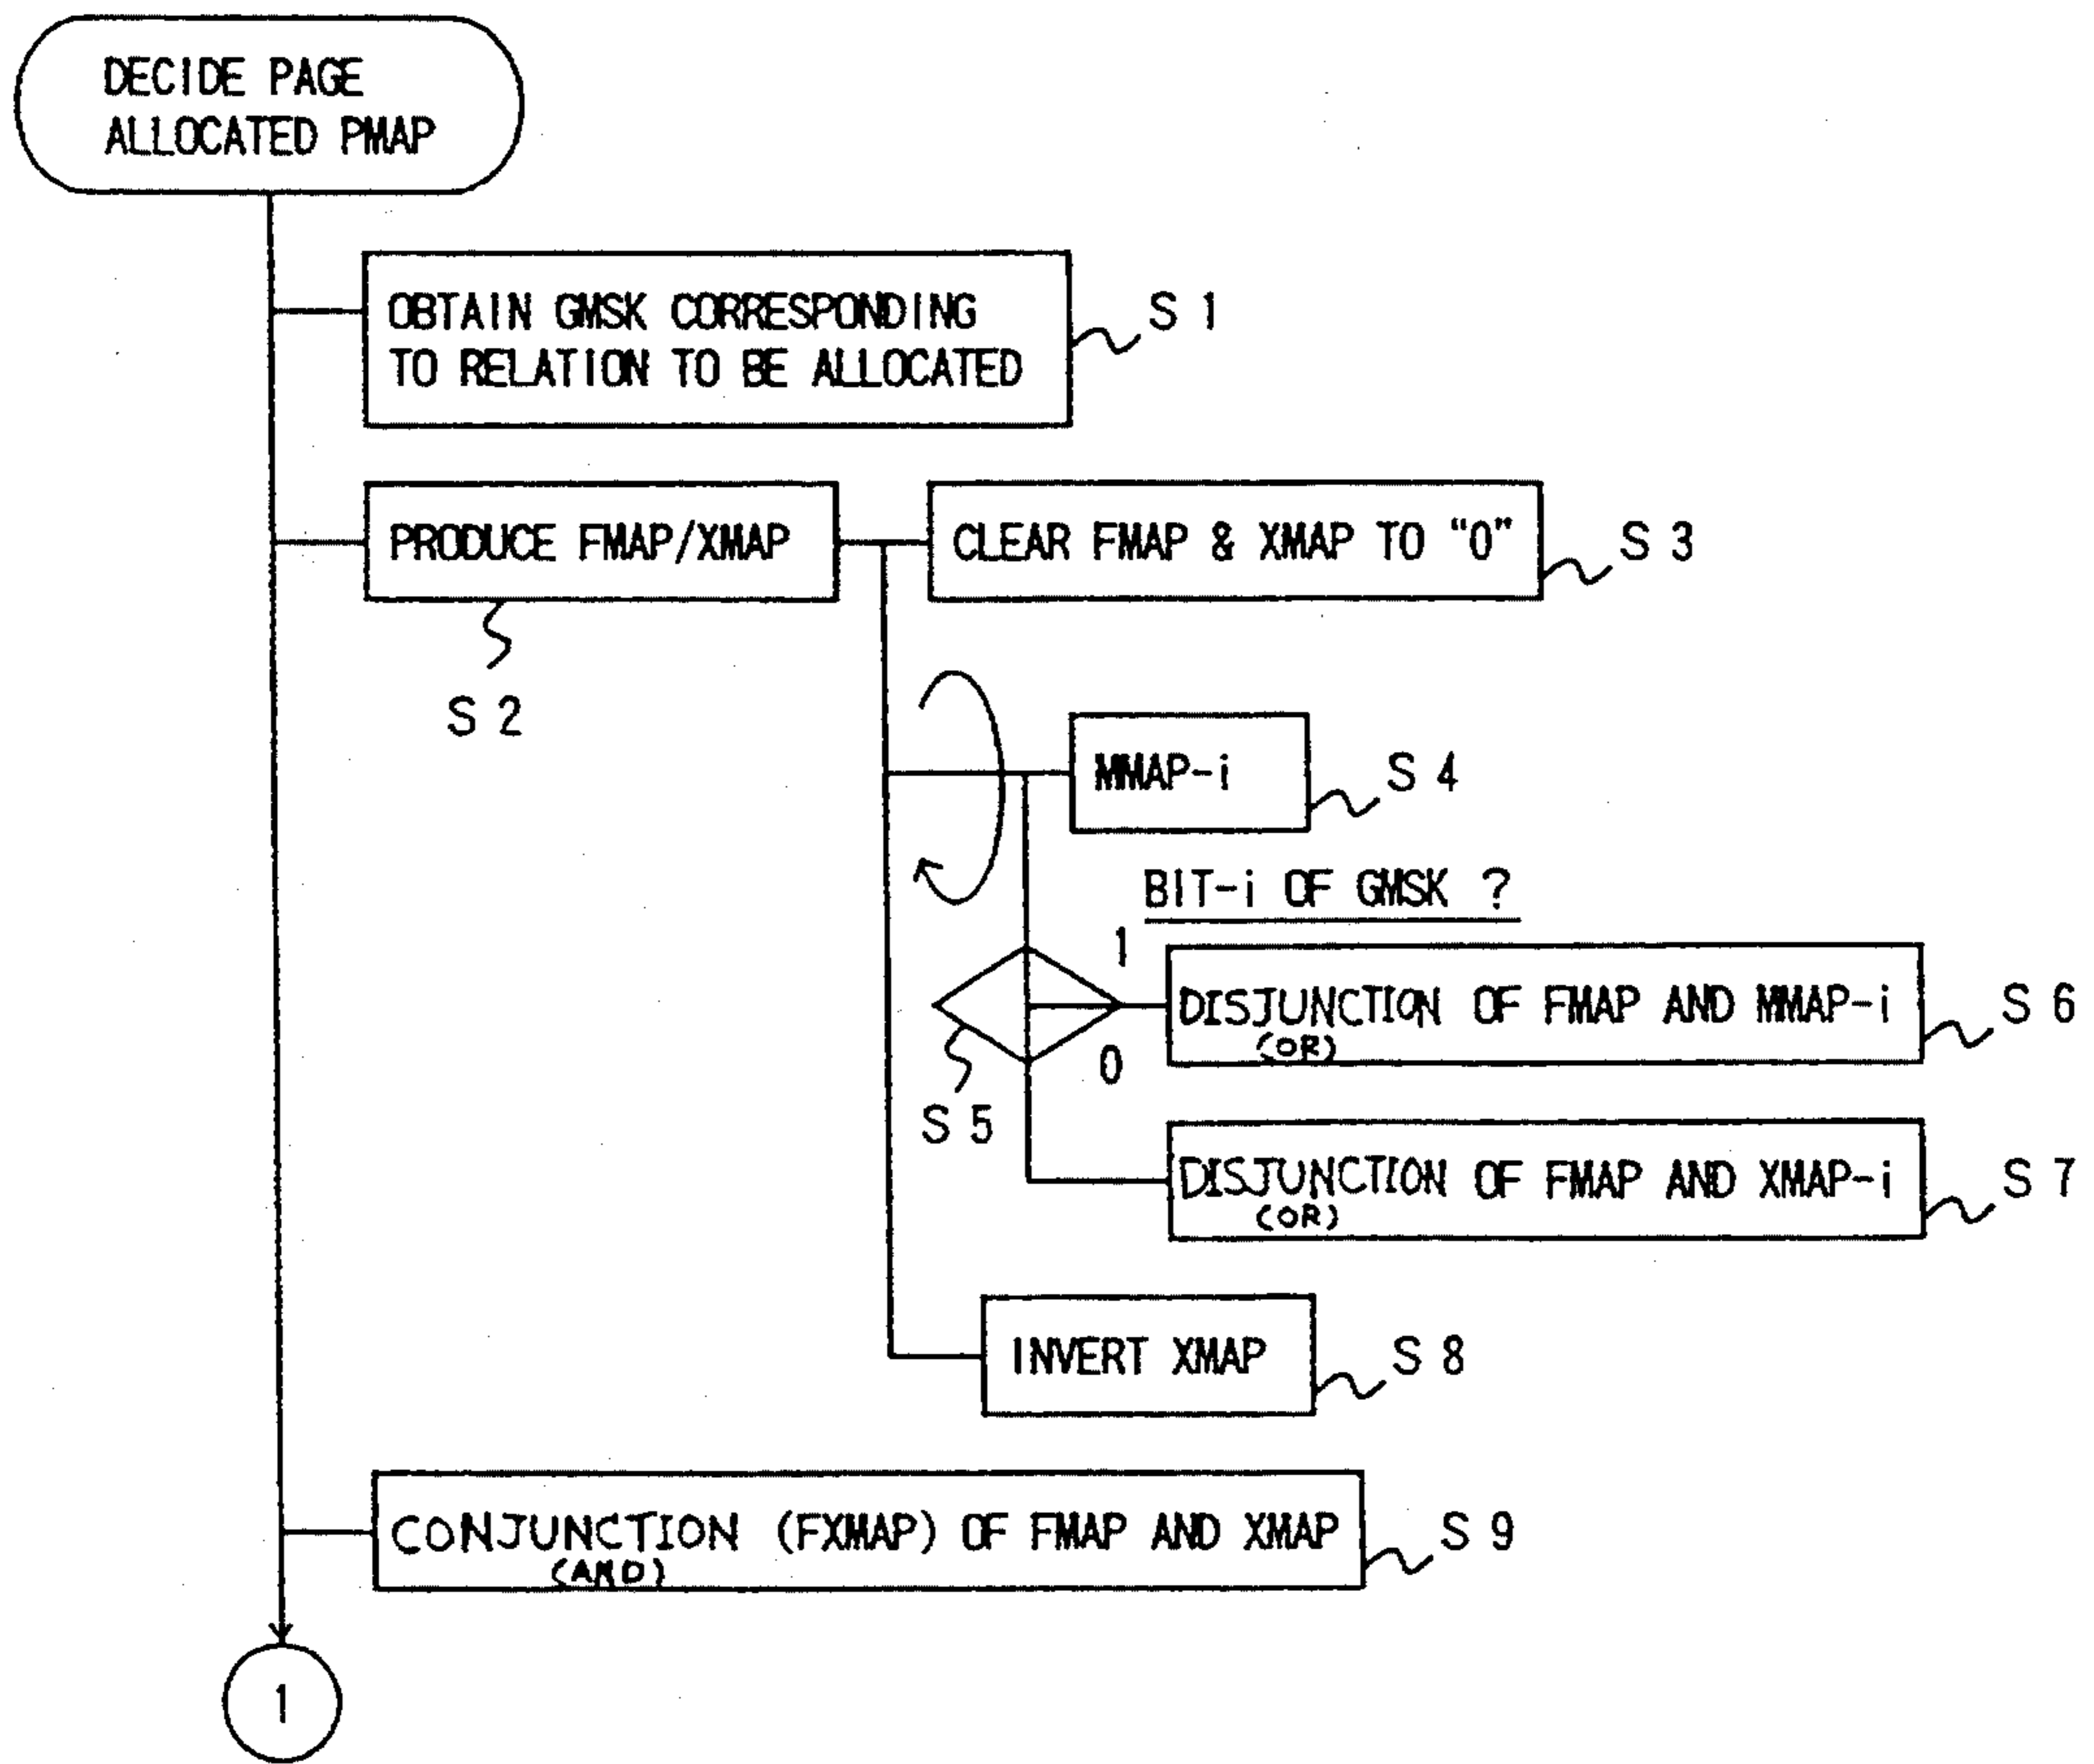 DECIDE PAGE
ALLOCATED PMAP
OBTAIN GMSK CORRESPONDING
TO RELATION TO BE ALLOCATED
S 1
PRODUCE FMAP/XMAP
S 2
CLEAR FMAP & XMAP TO “0”
S 3
MMAP-i
S 4
BIT-i OF GMSK ?
1
DISJUNCTION OF FMAP AND MMAP-i
(OR)
S 6
0
S 5
DISJUNCTION OF FMAP AND XMAP-i
(OR)
S 7
INVERT XMAP
S 8
CONJUNCTION (FXMAP) OF FMAP AND XMAP
(AND)
S 9
1